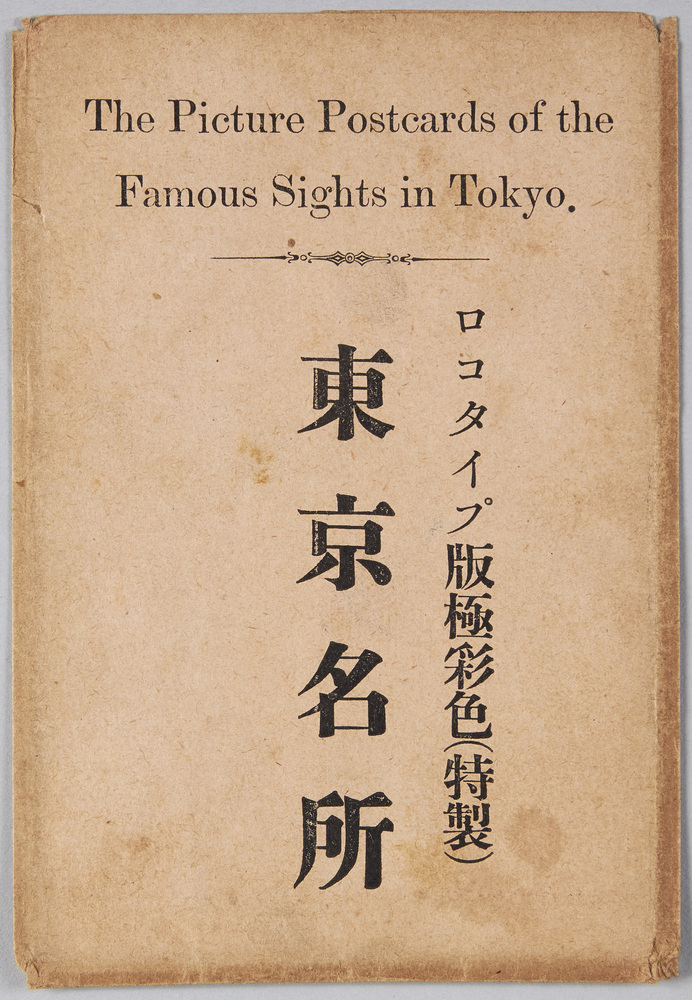 The Picture Postcards of the
Famous Sights in Tokyo.
ロコタイプ版極彩色(特製)
東京名所